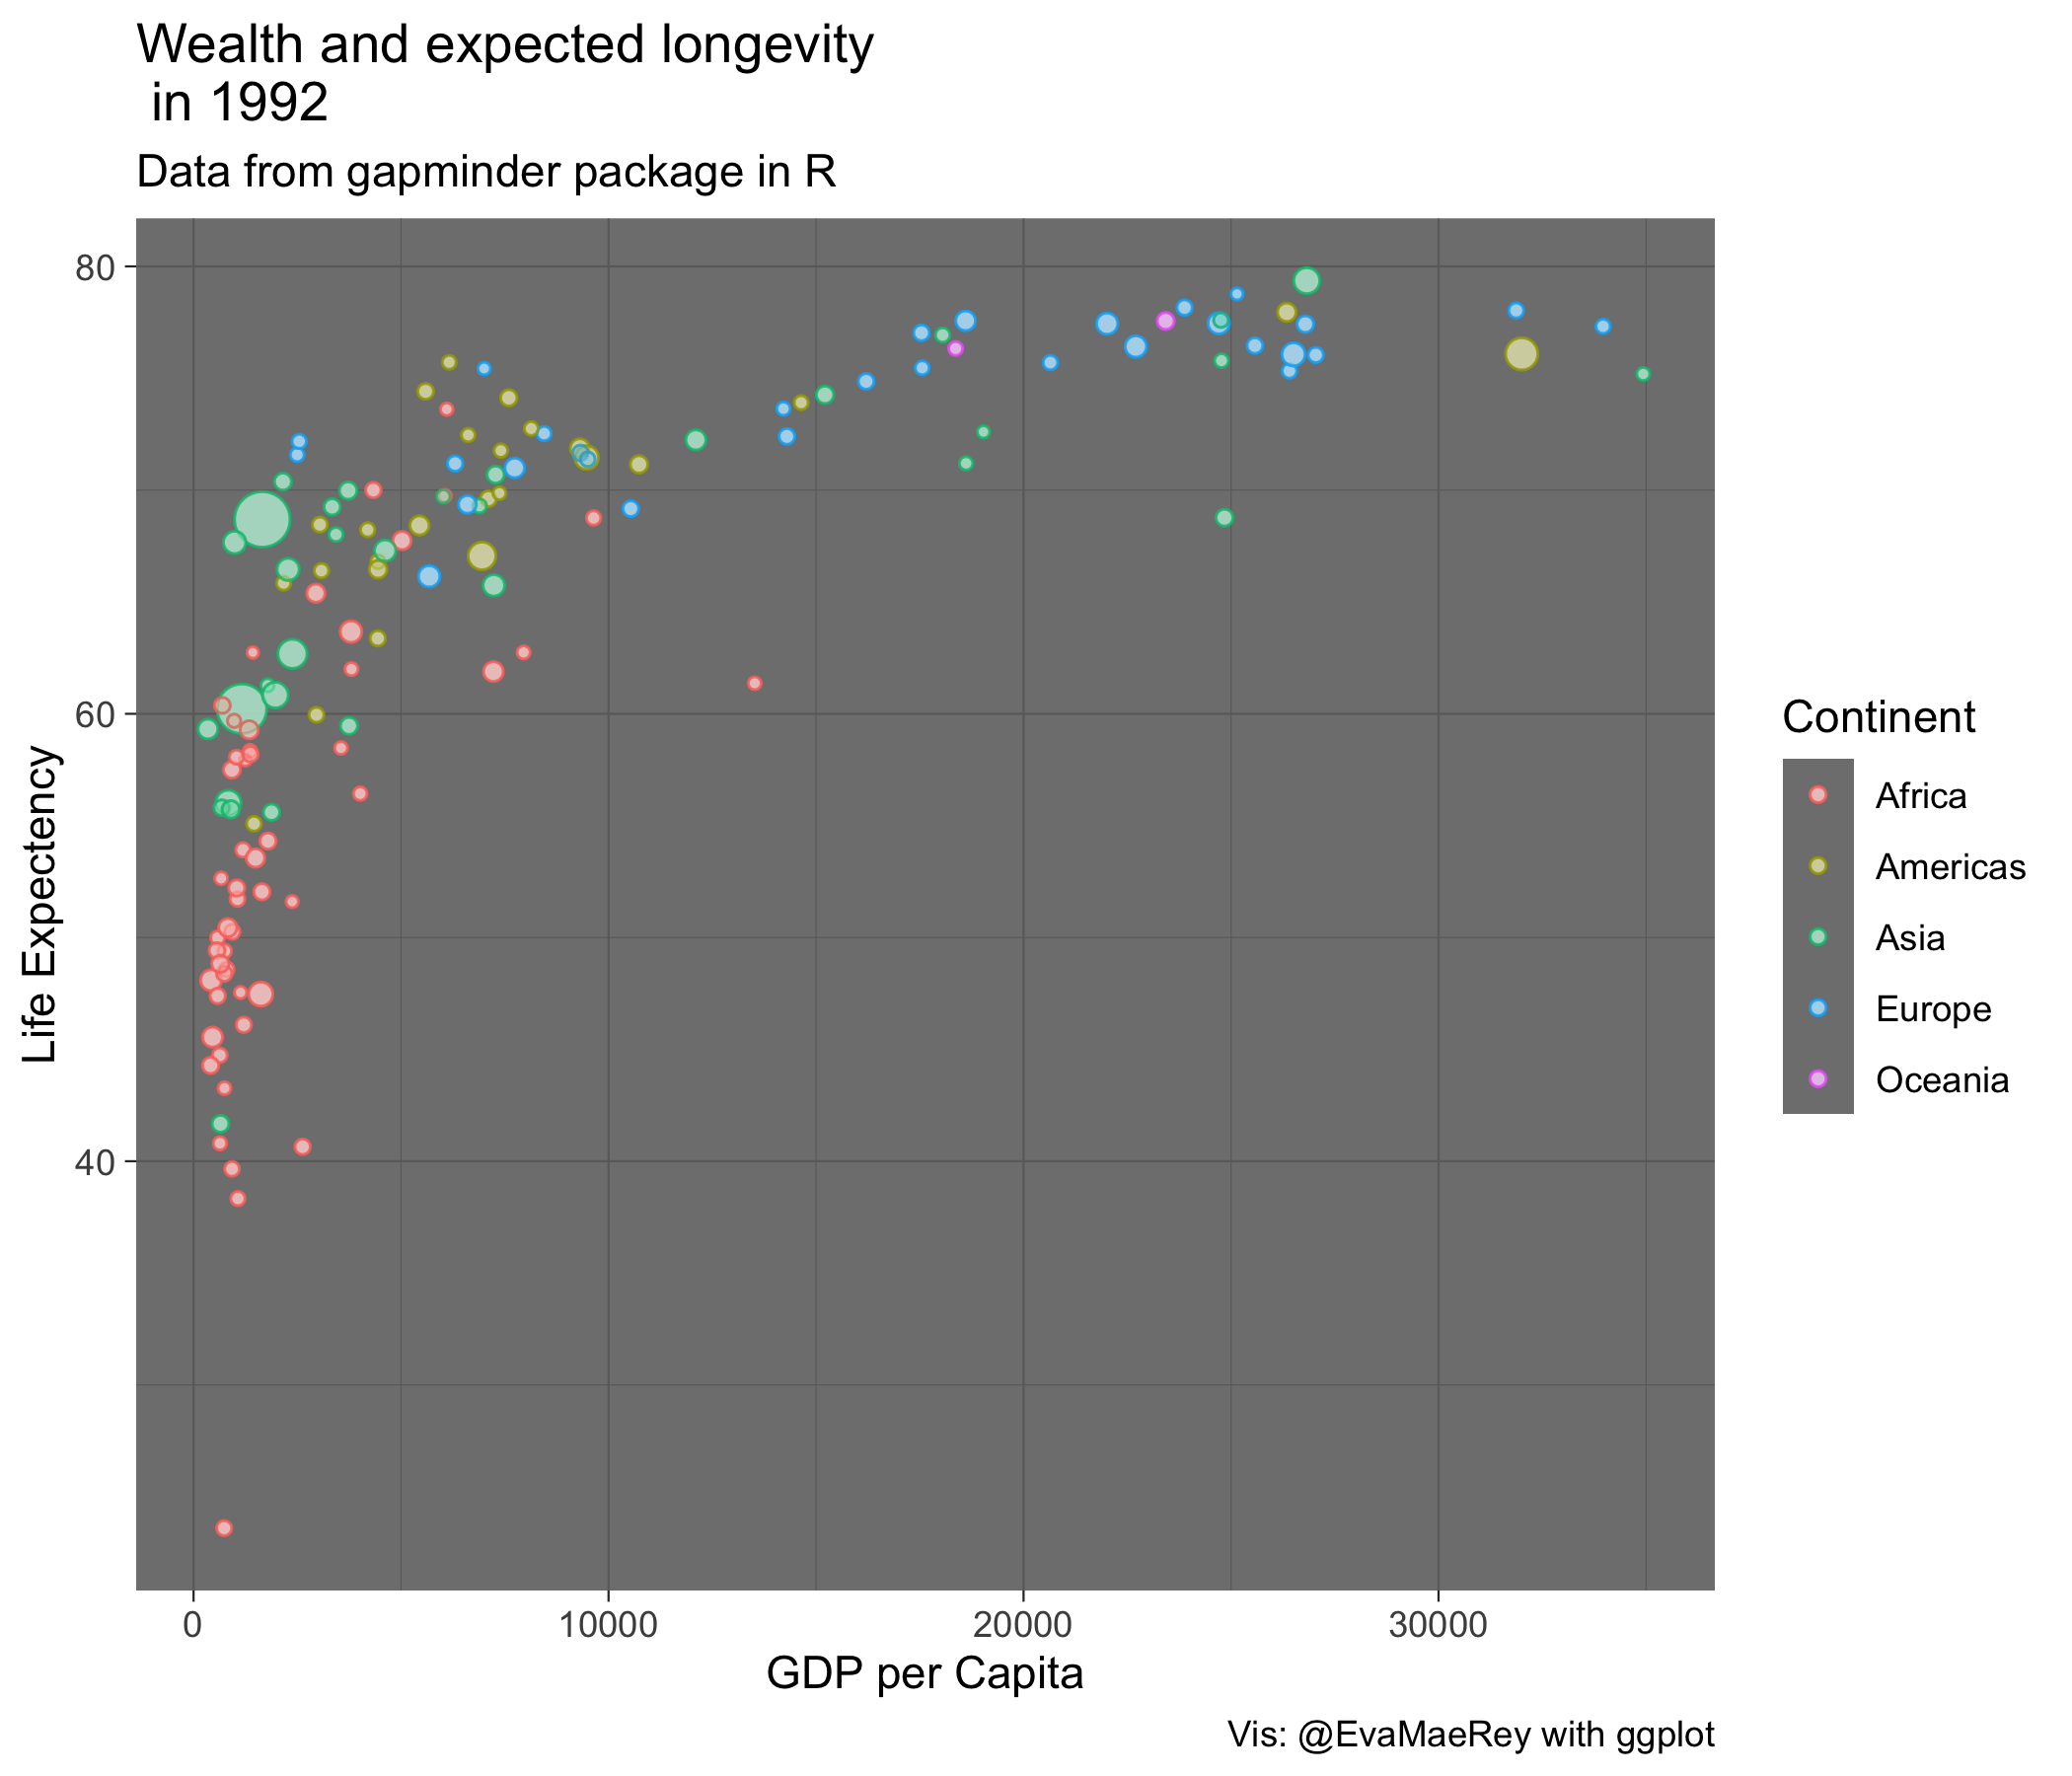 Wealth and expected longevity
in 1992
Data from gapminder package in R
80
60
40
Life Expectency
0
10000
20000
30000
GDP per Capita
Continent
Africa
Americas
Asia
Europe
Oceania
Vis: @EvaMaeRey with ggplot